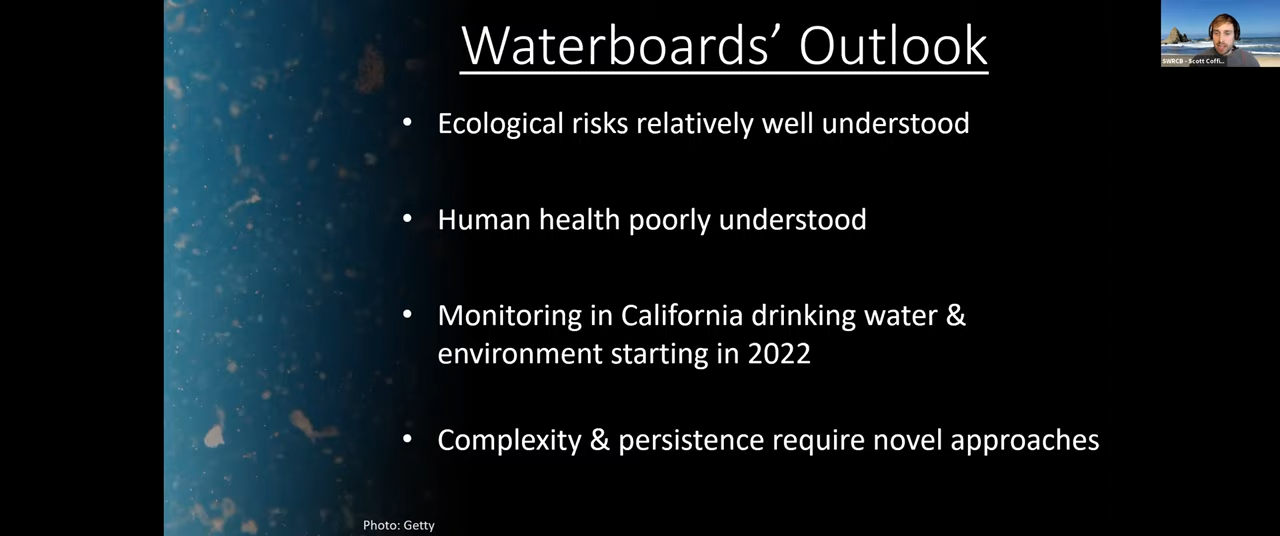 Waterboards' Outlook
SWRCB - Scott Coffi...
• Ecological risks relatively well understood
• Human health poorly understood
• Monitoring in California drinking water &
environment starting in 2022
• Complexity & persistence require novel approaches
Photo: Getty